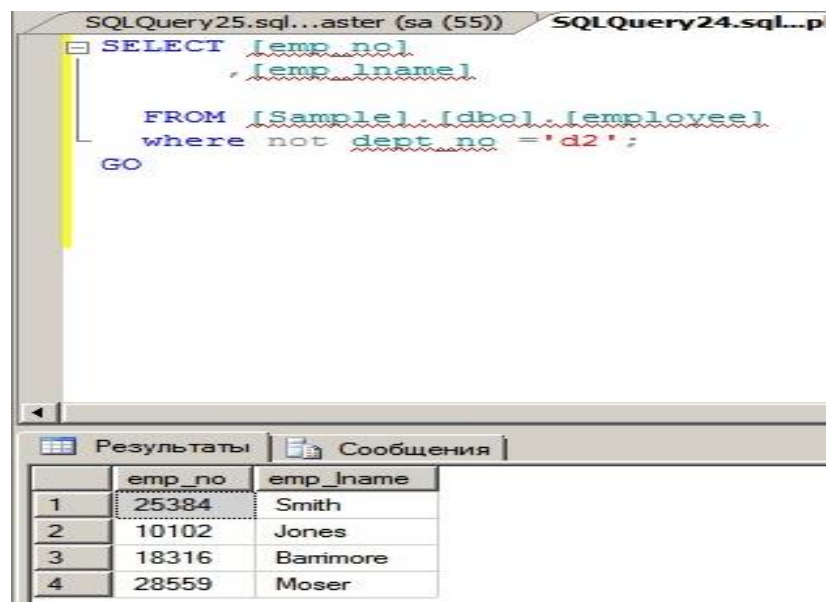 SQLQuery25.sql...aster (sa (55)) SQLQuery24.sql...pl
SELECT [emp_no]
,[emp_lname]
FROM [Sample].[dbo].[employee]
where not dept_no ='d2';
GO
Результаты Сообщения
emp_no emp_lname
1 25384 Smith
2 10102 Jones
3 18316 Barrimore
4 28559 Moser